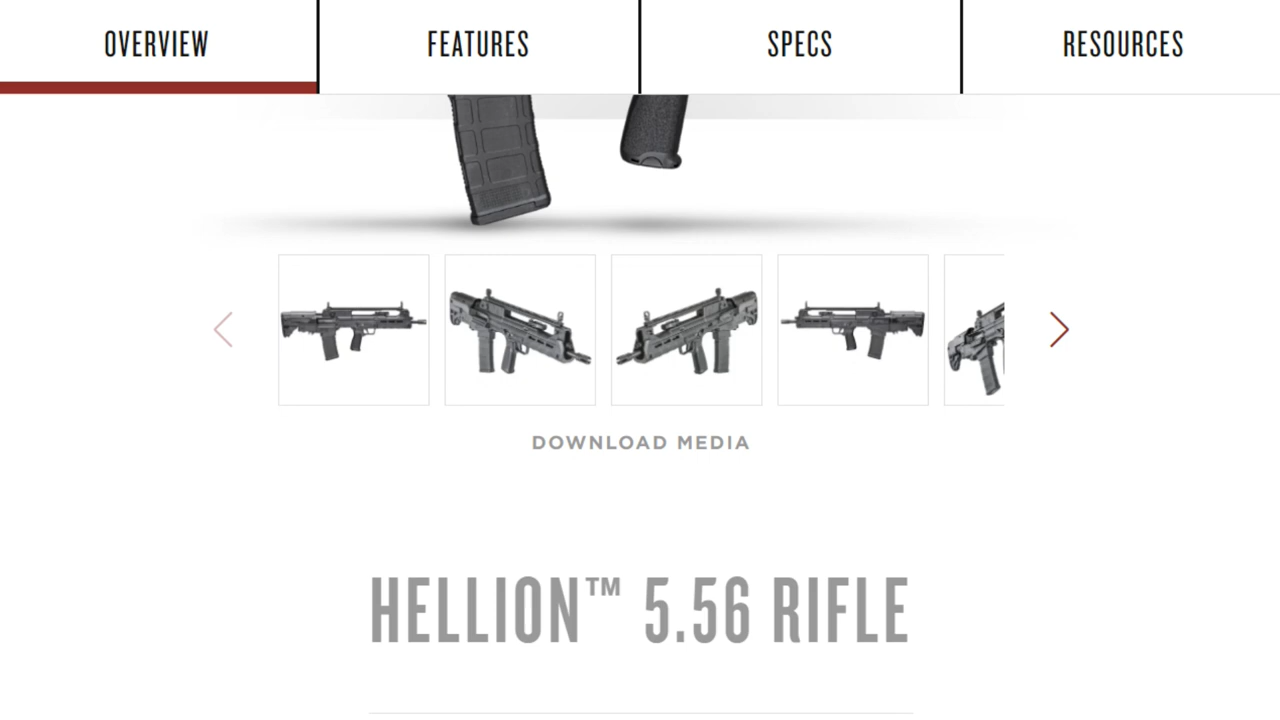 OVERVIEW
FEATURES
SPECS
RESOURCES
DOWNLOAD MEDIA
HELLION™ 5.56 RIFLE